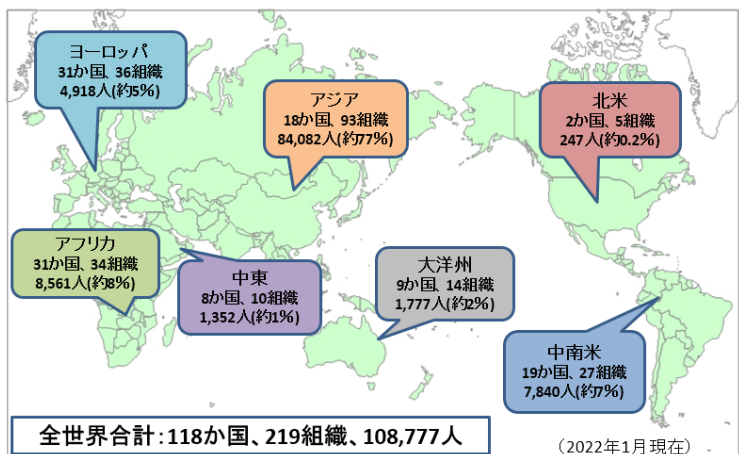 ヨーロッパ
31か国、36組織
4,918人(約5%)
アジア
18か国、93組織
84,082人(約77%)
北米
2か国、5組織
247人(約0.2%)
アフリカ
31か国、34組織
8,561人(約8%)
中東
8か国、10組織
1,352人(約1%)
大洋州
9か国、14組織
1,777人(約2%)
中南米
19か国、27組織
7,840人(約7%)
全世界合計：118か国、219組織、108,777人
（2022年1月現在）